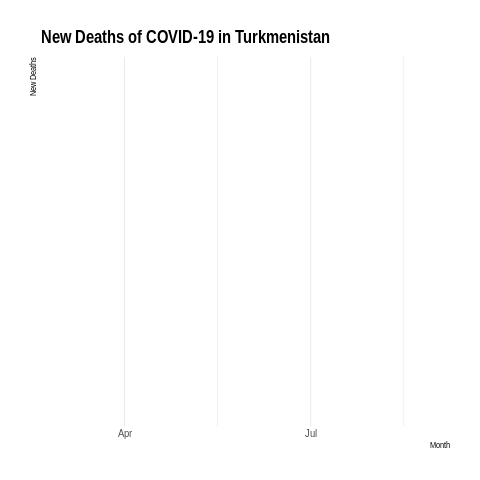 New Deaths of COVID-19 in Turkmenistan
New Deaths
Apr
Jul
Month